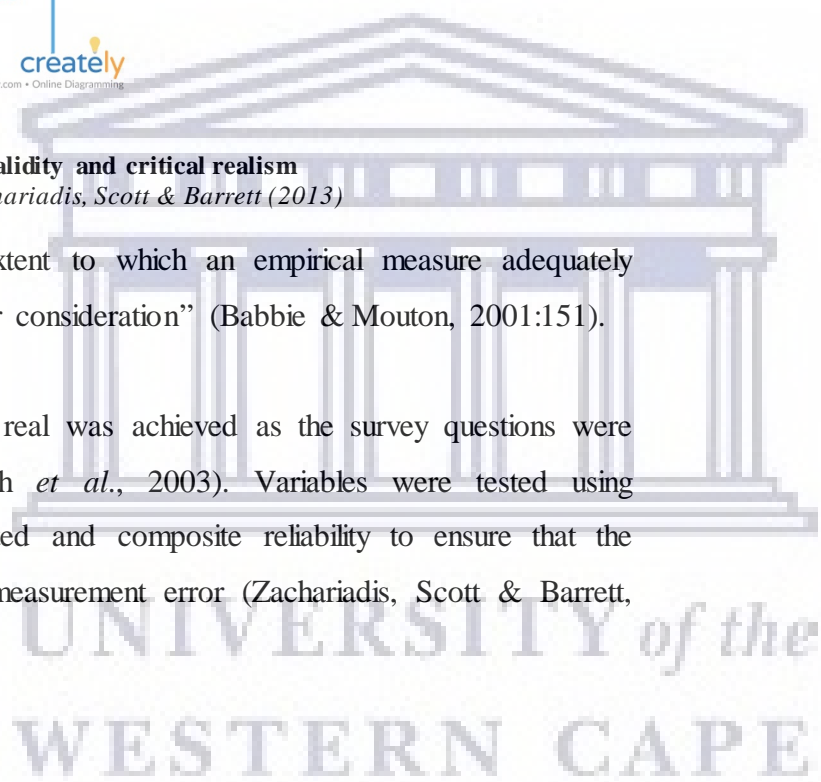 creately
.com • Online Diagramming
alidity and critical realism
hariadis, Scott & Barrett (2013)
xtent to which an empirical measure adequately
r consideration” (Babbie & Mouton, 2001:151).
real was achieved as the survey questions were
h et al., 2003). Variables were tested using
ed and composite reliability to ensure that the
measurement error (Zachariadis, Scott & Barrett,
UNIVERSITY of the
WESTERN CAPE